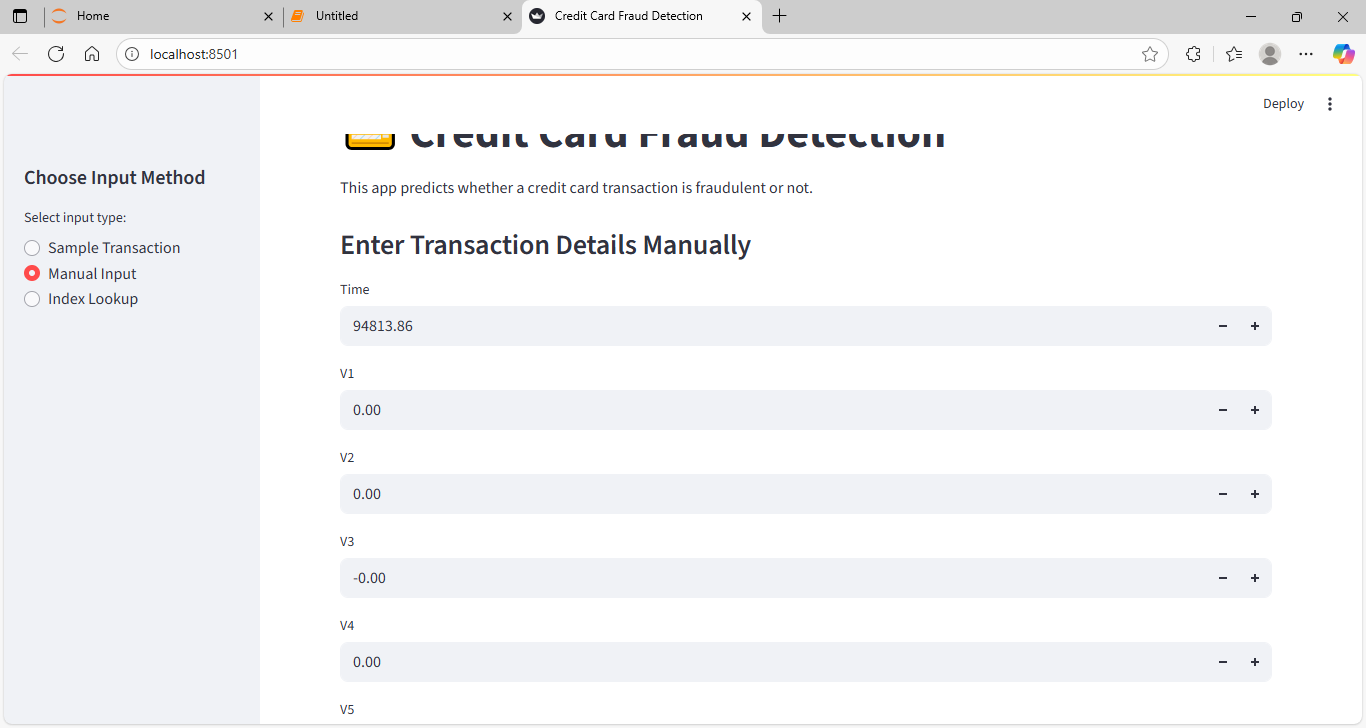 Home
Untitled
Credit Card Fraud Detection
localhost:8501
Deploy
Choose Input Method
Select input type:
Sample Transaction
Manual Input
Index Lookup
Credit Card Fraud Detection
This app predicts whether a credit card transaction is fraudulent or not.
Enter Transaction Details Manually
Time
94813.86
V1
0.00
V2
0.00
V3
-0.00
V4
0.00
V5